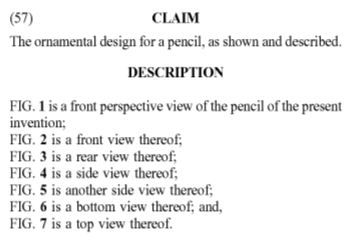 (57) CLAIM
The ornamental design for a pencil, as shown and described.
DESCRIPTION
FIG. 1 is a front perspective view of the pencil of the present
invention;
FIG. 2 is a front view thereof;
FIG. 3 is a rear view thereof;
FIG. 4 is a side view thereof;
FIG. 5 is another side view thereof;
FIG. 6 is a bottom view thereof; and,
FIG. 7 is a top view thereof.